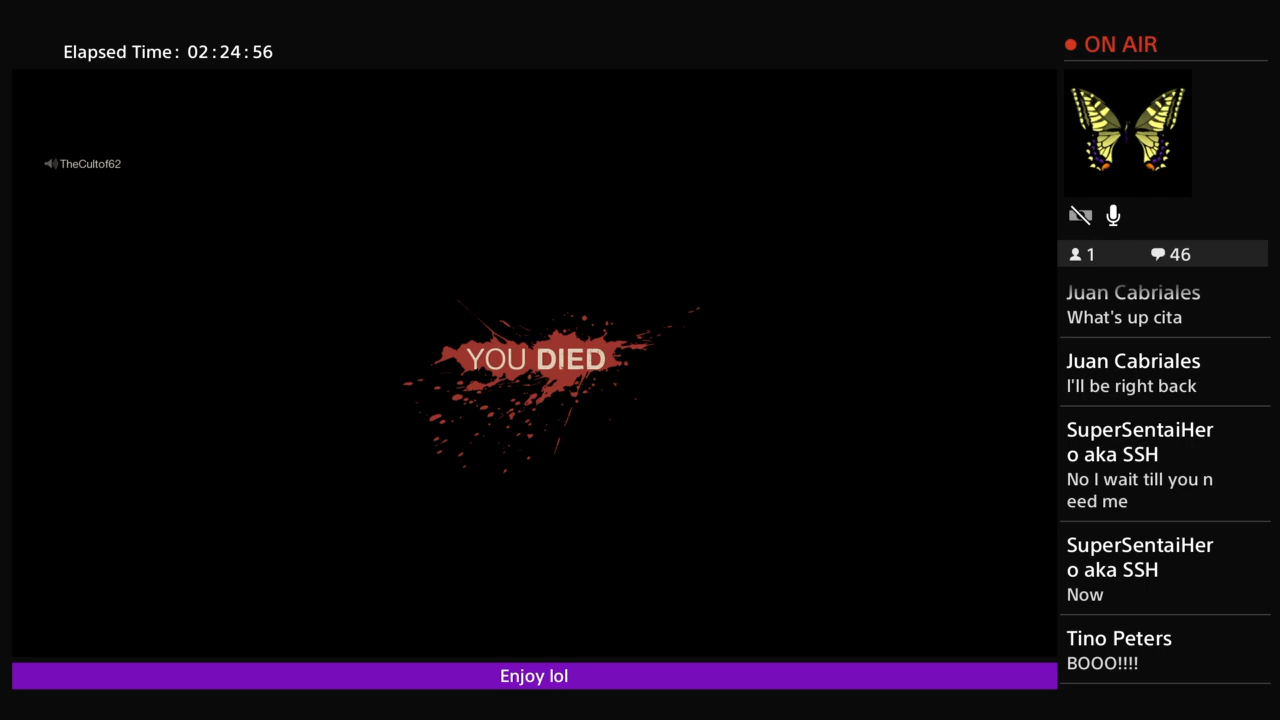 Elapsed Time: 02:24:56
ON AIR
TheCultof62
YOU DIED
1 46
Juan Cabriales
What's up cita
Juan Cabriales
I'll be right back
SuperSentaiHer
o aka SSH
No I wait till you n
eed me
SuperSentaiHer
o aka SSH
Now
Tino Peters
BOOO!!!!
Enjoy lol